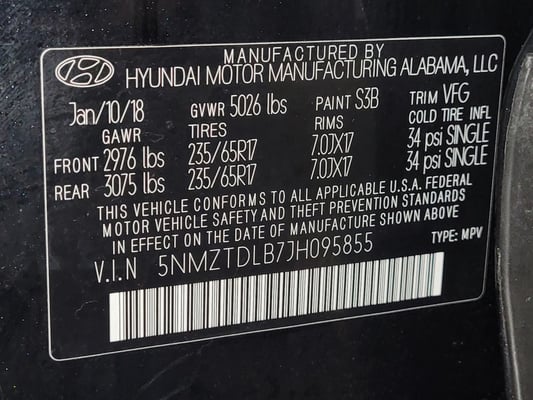 MANUFACTURED BY
HYUNDAI MOTOR MANUFACTURING ALABAMA, LLC
Jan/10/18 GVWR 5026 lbs PAINT S3B TRIM VFG
GAWR TIRES RIMS COLD TIRE INFL
FRONT 2976 lbs 235/65R17 7.0JX17 34 psi SINGLE
REAR 3075 lbs 235/65R17 7.0JX17 34 psi SINGLE
THIS VEHICLE CONFORMS TO ALL APPLICABLE U.S.A. FEDERAL
MOTOR VEHICLE SAFETY AND THEFT PREVENTION STANDARDS
IN EFFECT ON THE DATE OF MANUFACTURE SHOWN ABOVE
V.I.N 5NMZTDLB7JH095855 TYPE: MPV